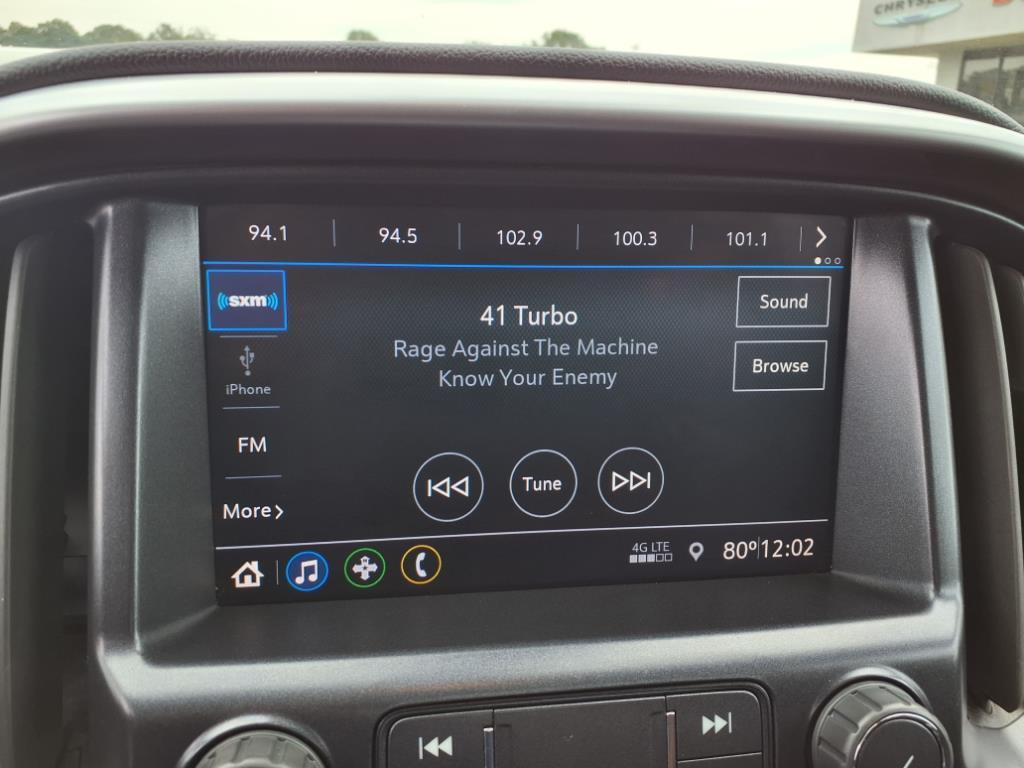 CHRYSLER
94.1 94.5 102.9 100.3 101.1
sxm
41 Turbo
Rage Against The Machine
Know Your Enemy
Sound
Browse
iPhone
FM
More
Tune
4G LTE
80° 12:02